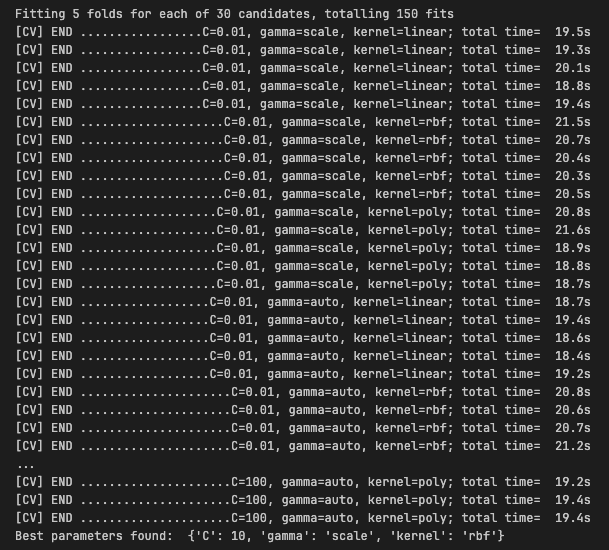 Fitting 5 folds for each of 30 candidates, totalling 150 fits
[CV] END ..................C=0.01, gamma=scale, kernel=linear; total time=  19.5s
[CV] END ..................C=0.01, gamma=scale, kernel=linear; total time=  19.3s
[CV] END ..................C=0.01, gamma=scale, kernel=linear; total time=  20.1s
[CV] END ..................C=0.01, gamma=scale, kernel=linear; total time=  18.8s
[CV] END ..................C=0.01, gamma=scale, kernel=linear; total time=  19.4s
[CV] END .....................C=0.01, gamma=scale, kernel=rbf; total time=  21.5s
[CV] END .....................C=0.01, gamma=scale, kernel=rbf; total time=  20.7s
[CV] END .....................C=0.01, gamma=scale, kernel=rbf; total time=  20.4s
[CV] END .....................C=0.01, gamma=scale, kernel=rbf; total time=  20.3s
[CV] END .....................C=0.01, gamma=scale, kernel=rbf; total time=  20.5s
[CV] END ....................C=0.01, gamma=scale, kernel=poly; total time=  20.8s
[CV] END ....................C=0.01, gamma=scale, kernel=poly; total time=  21.6s
[CV] END ....................C=0.01, gamma=scale, kernel=poly; total time=  18.9s
[CV] END ....................C=0.01, gamma=scale, kernel=poly; total time=  18.8s
[CV] END ....................C=0.01, gamma=scale, kernel=poly; total time=  18.7s
[CV] END ...................C=0.01, gamma=auto, kernel=linear; total time=  18.7s
[CV] END ...................C=0.01, gamma=auto, kernel=linear; total time=  19.4s
[CV] END ...................C=0.01, gamma=auto, kernel=linear; total time=  18.6s
[CV] END ...................C=0.01, gamma=auto, kernel=linear; total time=  18.4s
[CV] END ...................C=0.01, gamma=auto, kernel=linear; total time=  19.2s
[CV] END ......................C=0.01, gamma=auto, kernel=rbf; total time=  20.8s
[CV] END ......................C=0.01, gamma=auto, kernel=rbf; total time=  20.6s
[CV] END ......................C=0.01, gamma=auto, kernel=rbf; total time=  20.7s
[CV] END ......................C=0.01, gamma=auto, kernel=rbf; total time=  21.2s
...
[CV] END ......................C=100, gamma=auto, kernel=poly; total time=  19.2s
[CV] END ......................C=100, gamma=auto, kernel=poly; total time=  19.4s
[CV] END ......................C=100, gamma=auto, kernel=poly; total time=  19.4s
Best parameters found:  {'C': 10, 'gamma': 'scale', 'kernel': 'rbf'}